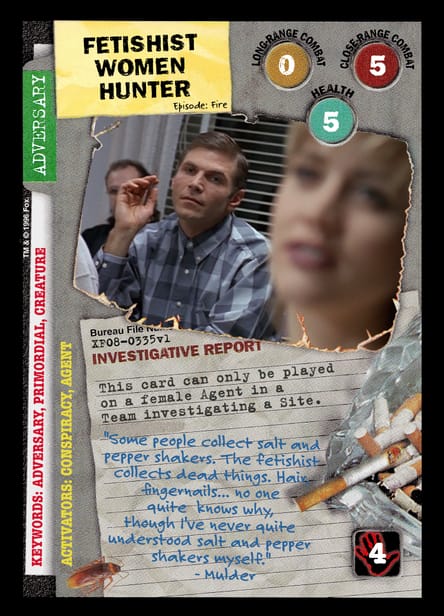 FETISHIST
WOMEN
HUNTER
Episode: Fire
LONG-RANGE COMBAT
0
CLOSE-RANGE COMBAT
5
HEALTH
5
ADVERSARY
TM & © 1996 Fox.
KEYWORDS: ADVERSARY, PRIMORDIAL, CREATURE
ACTIVATORS: CONSPIRACY, AGENT
Bureau File
XF08-0335v1
INVESTIGATIVE REPORT
This card can only be played
on a female Agent in a
Team investigating a Site.
"Some people collect salt and
pepper shakers. The fetishist
collects dead things. Hair,
fingernails... no one
quite knows why,
though I've never quite
understood salt and pepper
shakers myself."
- Mulder
4